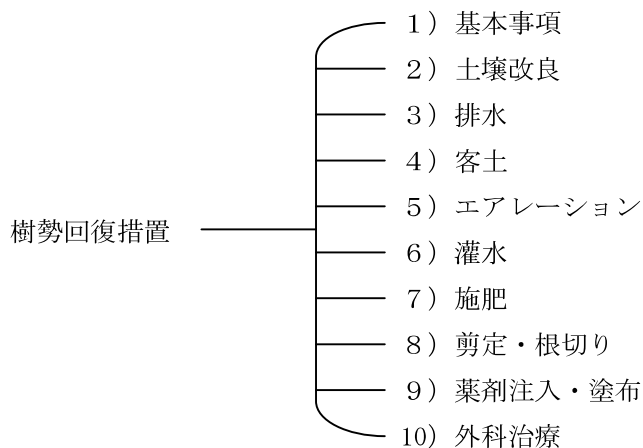 樹勢回復措置
１）基本事項
２）土壌改良
３）排水
４）客土
５）エアレーション
６）灌水
７）施肥
８）剪定・根切り
９）薬剤注入・塗布
10）外科治療